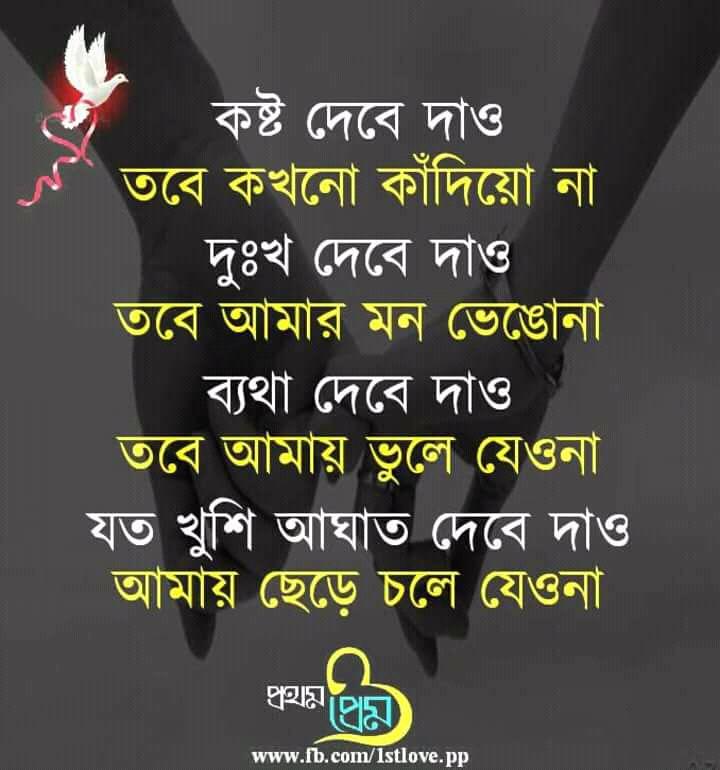 কষ্ট দেবে দাও
তবে কখনো কাঁদিয়ো না
দুঃখ দেবে দাও
তবে আমার মন ভেঙোনা
ব্যথা দেবে দাও
তবে আমায় ভুলে যেওনা
যত খুশি আঘাত দেবে দাও
আমায় ছেড়ে চলে যেওনা
প্রথম প্রেম
www.fb.com/1stlove.pp